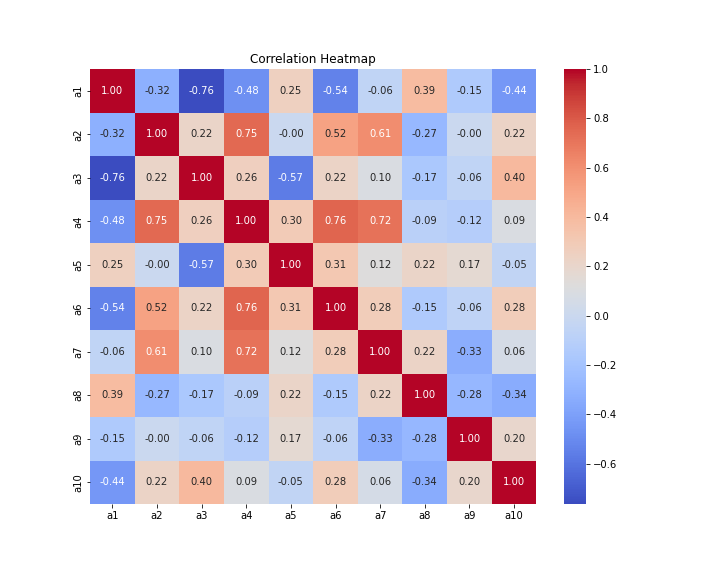 Correlation Heatmap
a1 1.00 -0.32 -0.76 -0.48 0.25 -0.54 -0.06 0.39 -0.15 -0.44
a2 -0.32 1.00 0.22 0.75 -0.00 0.52 0.61 -0.27 -0.00 0.22
a3 -0.76 0.22 1.00 0.26 -0.57 0.22 0.10 -0.17 -0.06 0.40
a4 -0.48 0.75 0.26 1.00 0.30 0.76 0.72 -0.09 -0.12 0.09
a5 0.25 -0.00 -0.57 0.30 1.00 0.31 0.12 0.22 0.17 -0.05
a6 -0.54 0.52 0.22 0.76 0.31 1.00 0.28 -0.15 -0.06 0.28
a7 -0.06 0.61 0.10 0.72 0.12 0.28 1.00 0.22 -0.33 0.06
a8 0.39 -0.27 -0.17 -0.09 0.22 -0.15 0.22 1.00 -0.28 -0.34
a9 -0.15 -0.00 -0.06 -0.12 0.17 -0.06 -0.33 -0.28 1.00 0.20
a10 -0.44 0.22 0.40 0.09 -0.05 0.28 0.06 -0.34 0.20 1.00
a1 a2 a3 a4 a5 a6 a7 a8 a9 a10
1.0
0.8
0.6
0.4
0.2
0.0
−0.2
−0.4
−0.6